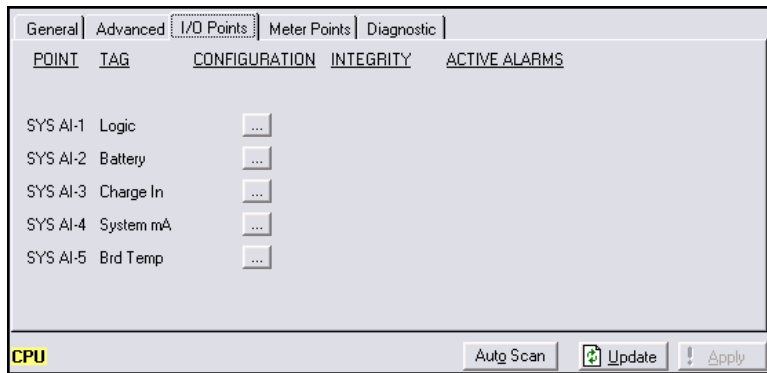 General Advanced I/O Points Meter Points Diagnostic
POINT TAG CONFIGURATION INTEGRITY ACTIVE ALARMS
SYS AI-1 Logic ...
SYS AI-2 Battery ...
SYS AI-3 Charge In ...
SYS AI-4 System mA ...
SYS AI-5 Brd Temp ...
CPU Auto Scan Update ! Apply